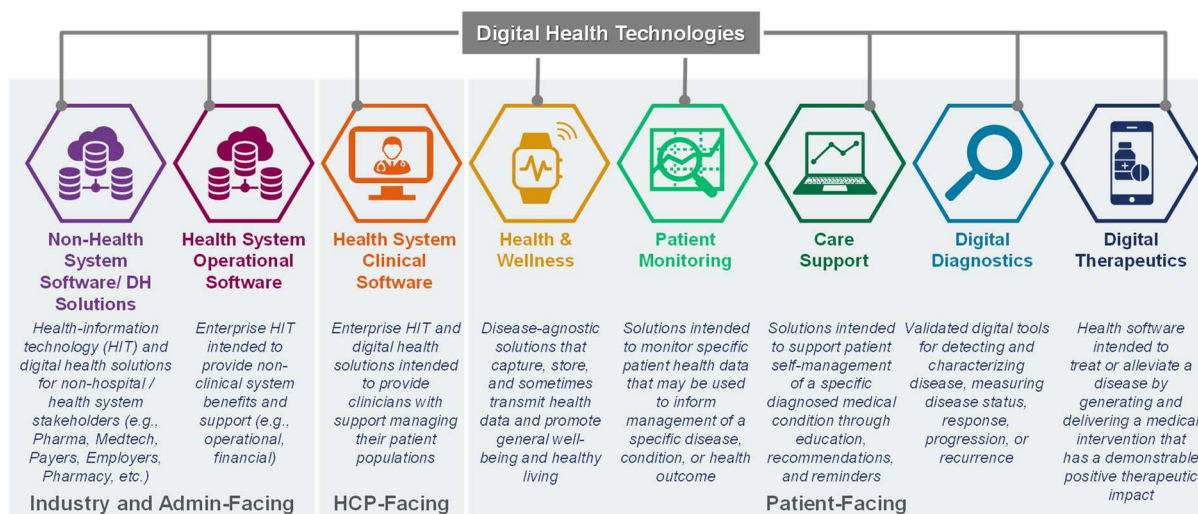 Digital Health Technologies
Non-Health
System
Software/ DH
Solutions
Health-information
technology (HIT) and
digital health solutions
for non-hospital /
health system
stakeholders (e.g.,
Pharma, Medtech,
Payers, Employers,
Pharmacy, etc.)
Health System
Operational
Software
Enterprise HIT
intended to
provide non-
clinical system
benefits and
support (e.g.,
operational,
financial)
Industry and Admin-Facing
Health System
Clinical
Software
Enterprise HIT and
digital health
solutions intended
to provide
clinicians with
support managing
their patient
populations
HCP-Facing
Health &
Wellness
Disease-agnostic
solutions that
capture, store,
and sometimes
transmit health
data and promote
general well-
being and healthy
living
Patient
Monitoring
Solutions intended
to monitor specific
patient health data
that may be used
to inform
management of a
specific disease,
condition, or health
outcome
Care
Support
Solutions intended
to support patient
self-management
of a specific
diagnosed medical
condition through
education,
recommendations,
and reminders
Digital
Diagnostics
Validated digital tools
for detecting and
characterizing
disease, measuring
disease status,
response,
progression, or
recurrence
Digital
Therapeutics
Health software
intended to
treat or alleviate a
disease by
generating and
delivering a medical
intervention that
has a demonstrable
positive therapeutic
impact
Patient-Facing